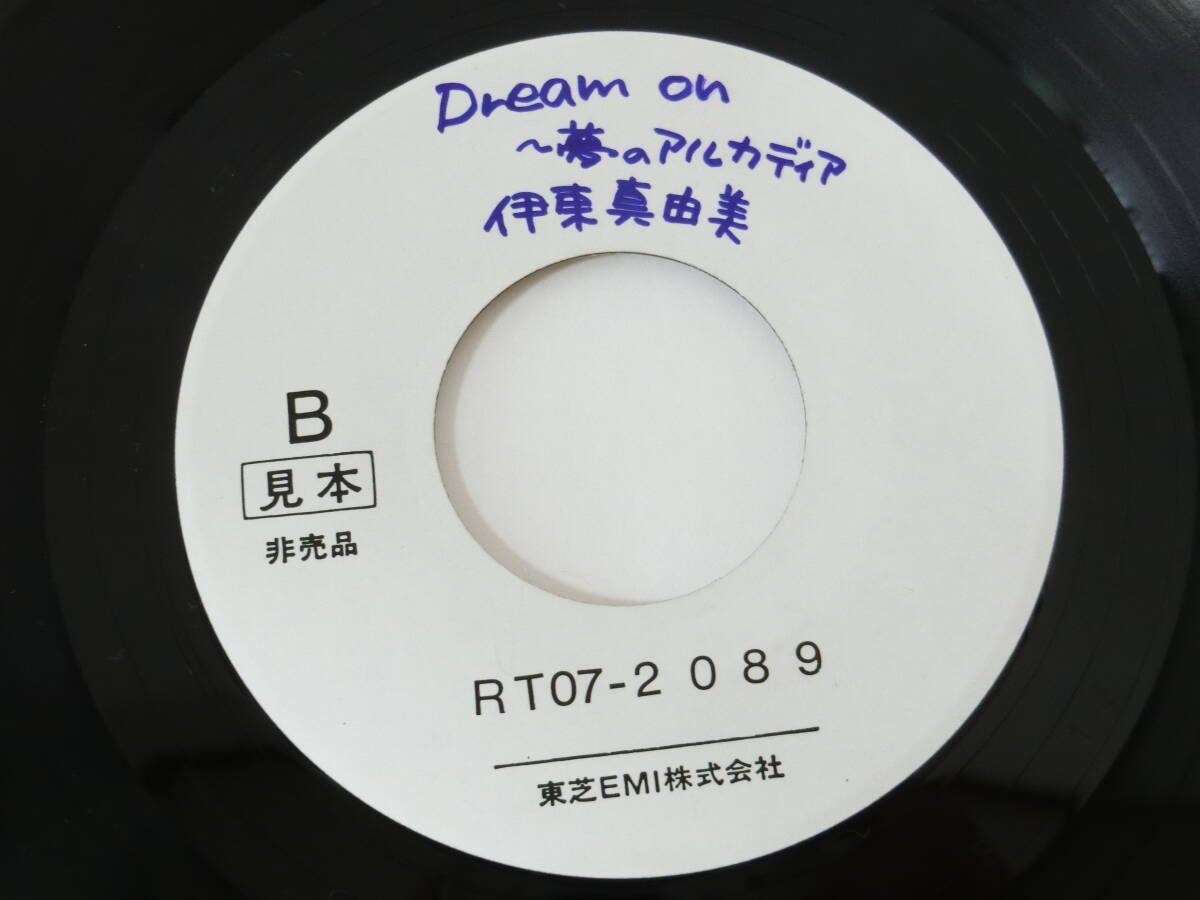 Dream on
～夢のアルカディア
伊東真由美
B
見本
非売品
RT07-2089
東芝EMI株式会社